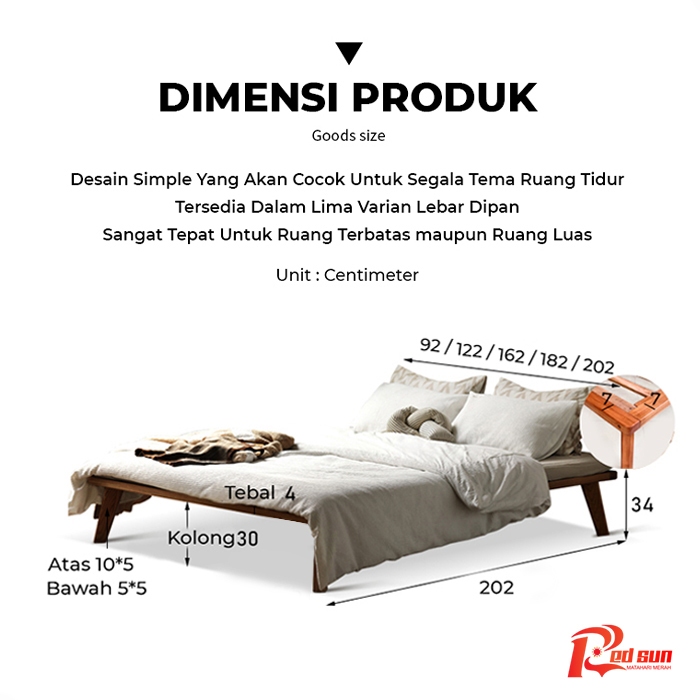 DIMENSI PRODUK
Goods size
Desain Simple Yang Akan Cocok Untuk Segala Tema Ruang Tidur
Tersedia Dalam Lima Varian Lebar Dipan
Sangat Tepat Untuk Ruang Terbatas maupun Ruang Luas
Unit : Centimeter
92 / 122 / 162 / 182 / 202
7 7
Tebal 4
34
Kolong30
Atas 10*5
Bawah 5*5
202
Red sun
MATAHARI MERAH